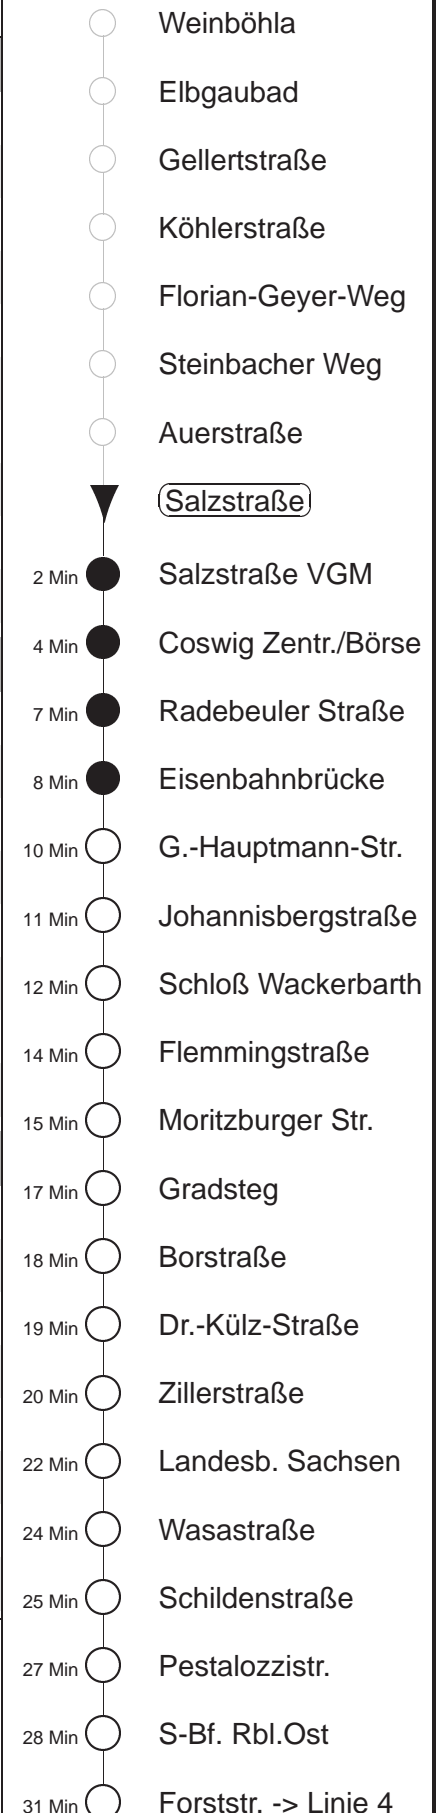 Weinböhla
Elbgaubad
Gellertstraße
Köhlerstraße
Florian-Geyer-Weg
Steinbacher Weg
Auerstraße
Salzstraße
2 Min Salzstraße VGM
4 Min Coswig Zentr./Börse
7 Min Radebeuler Straße
8 Min Eisenbahnbrücke
10 Min G.-Hauptmann-Str.
11 Min Johannisbergstraße
12 Min Schloß Wackerbarth
14 Min Flemmingstraße
15 Min Moritzburger Str.
17 Min Gradsteg
18 Min Borstraße
19 Min Dr.-Külz-Straße
20 Min Zillerstraße
22 Min Landesb. Sachsen
24 Min Wasastraße
25 Min Schildenstraße
27 Min Pestalozzistr.
28 Min S-Bf. Rbl.Ost
31 Min Forststr. -> Linie 4